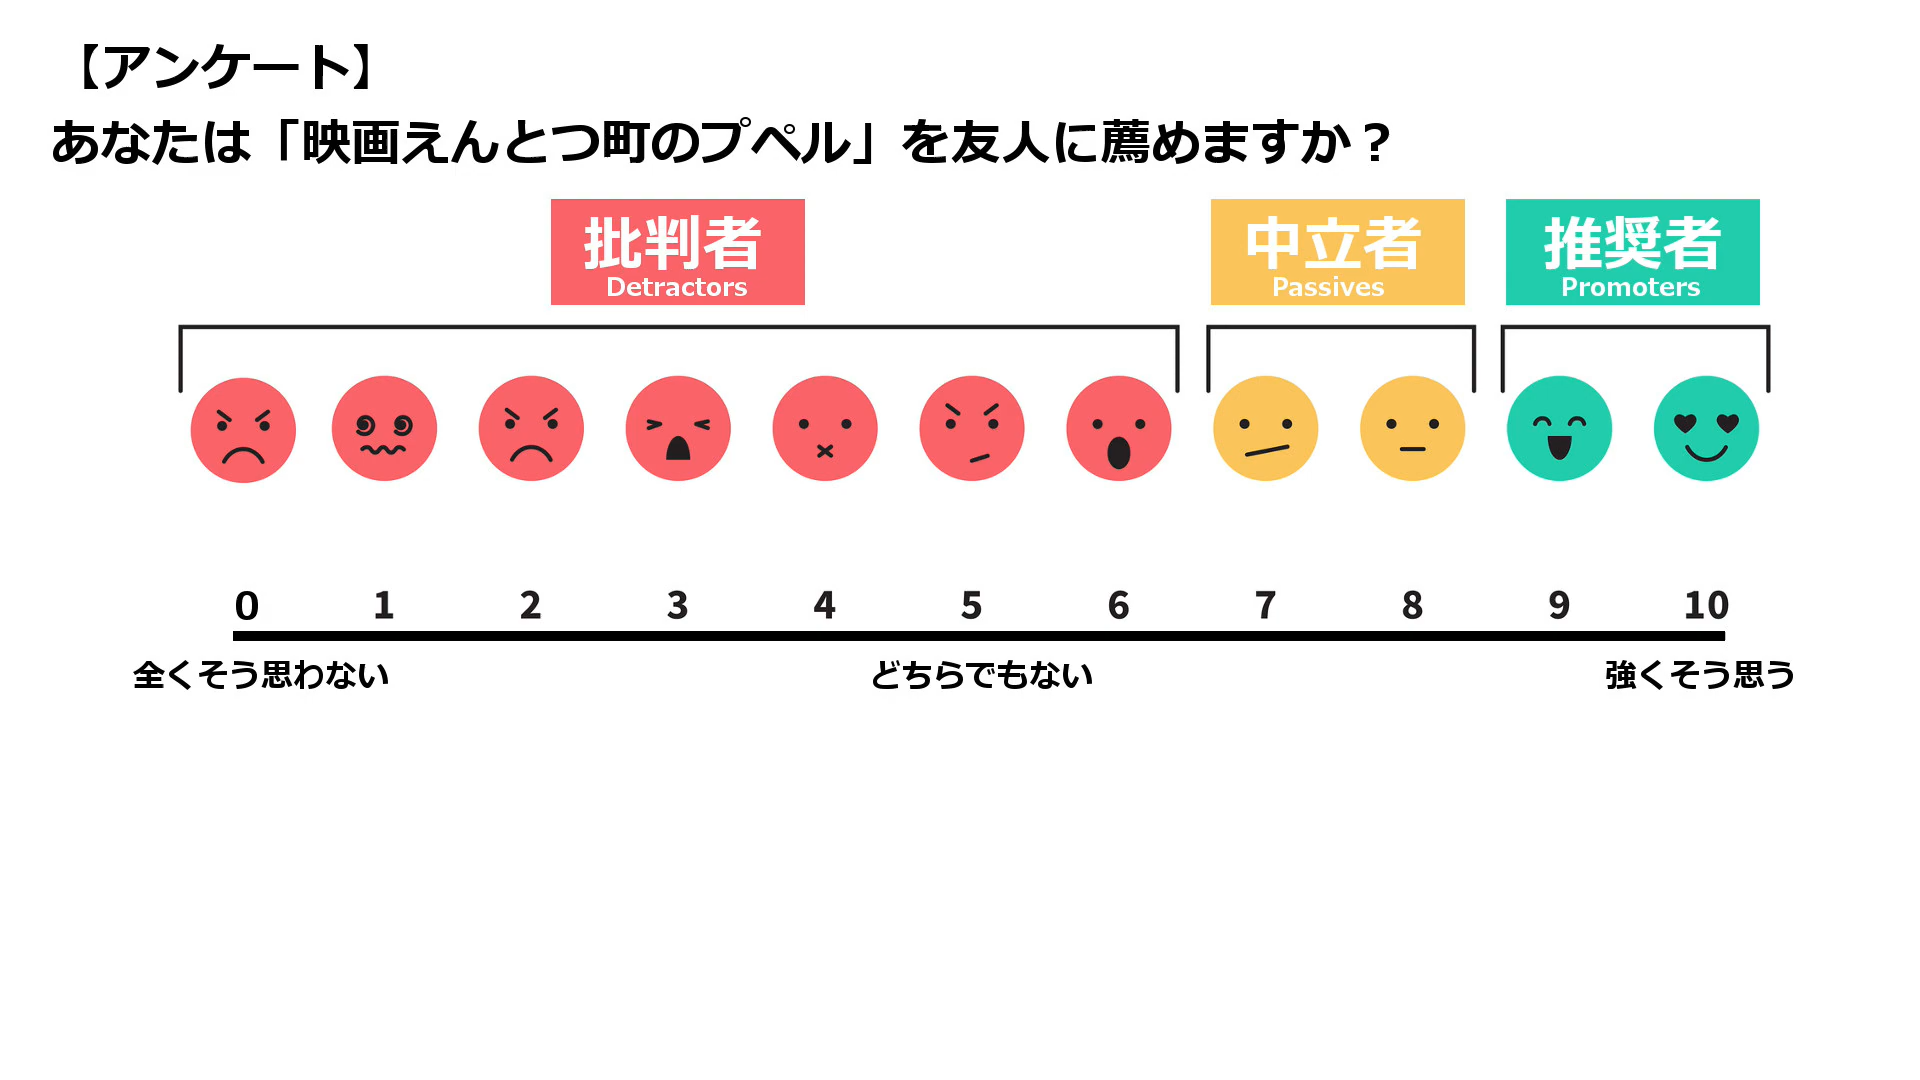 【アンケート】
あなたは「映画えんとつ町のプペル」を友人に薦めますか？
批判者 中立者 推奨者
Detractors Passives Promoters
0 1 2 3 4 5 6 7 8 9 10
全くそう思わない どちらでもない 強くそう思う